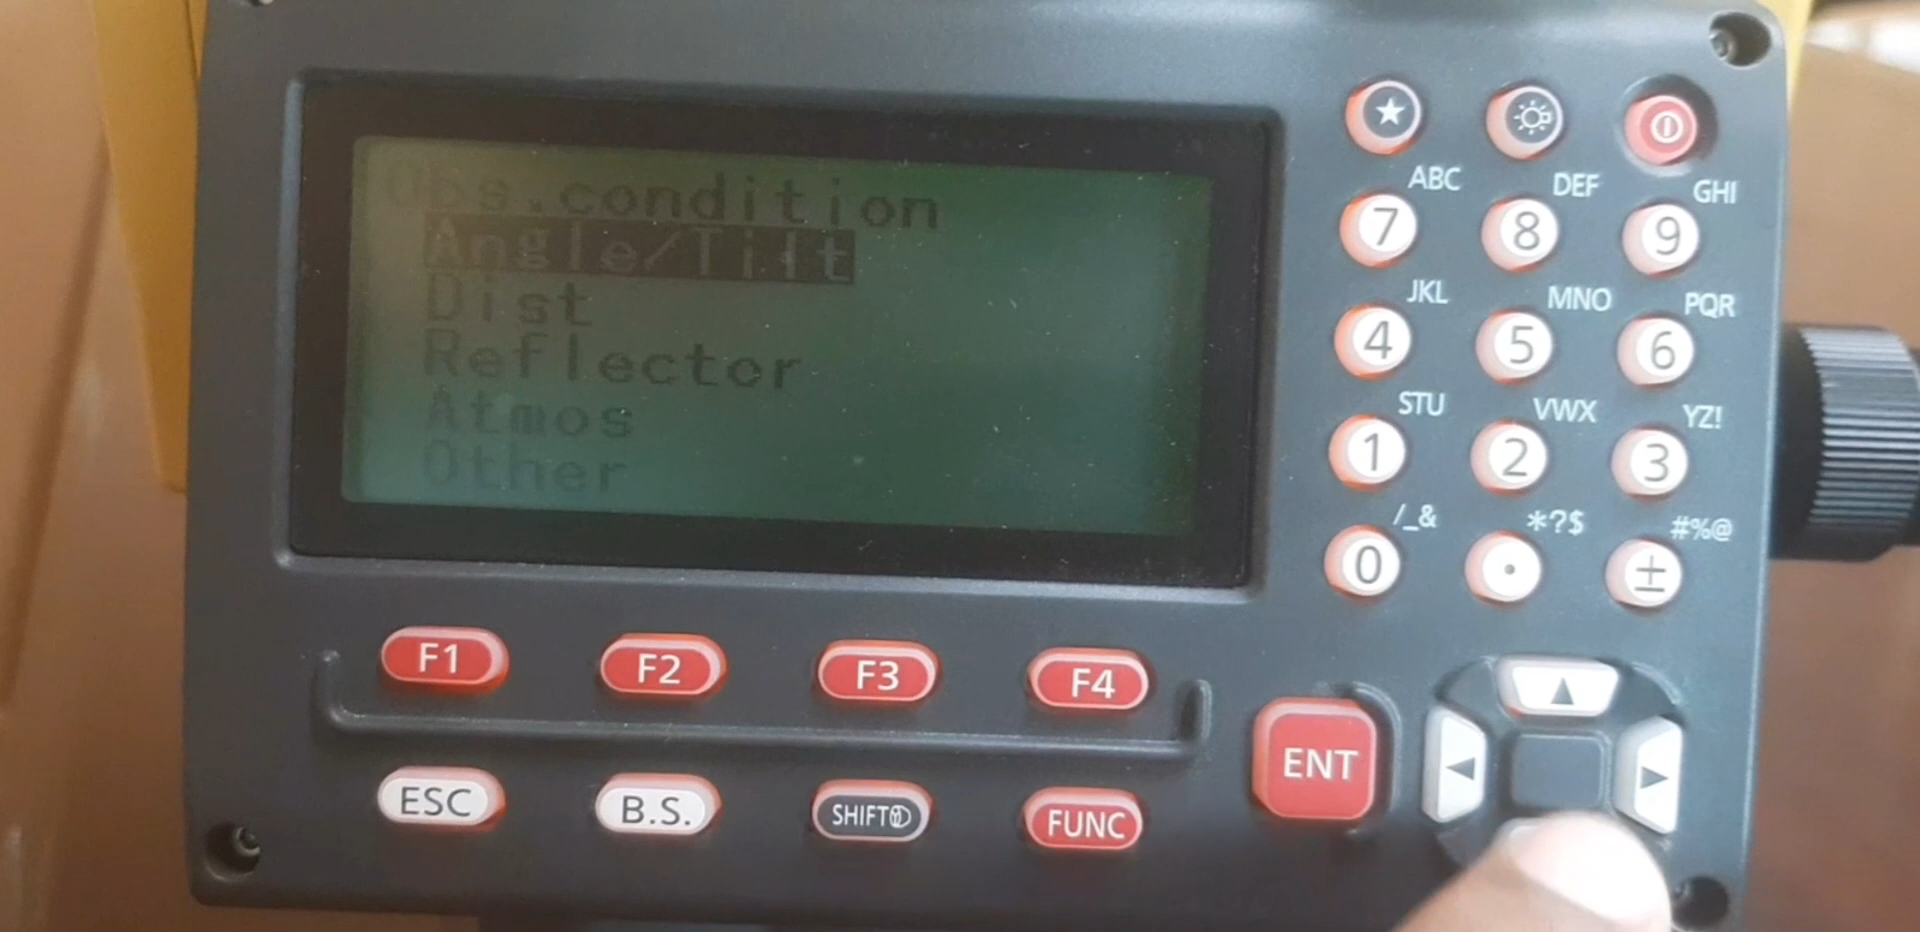 Obs.condition
Angle/Tilt
Dist
Reflector
Atmos
Other
ABC DEF GHI
7 8 9
JKL MNO PQR
4 5 6
STU VWX YZ!
1 2 3
/_& *?$ #%@
0 . ±
F1 F2 F3 F4
ENT
ESC B.S. SHIFT FUNC